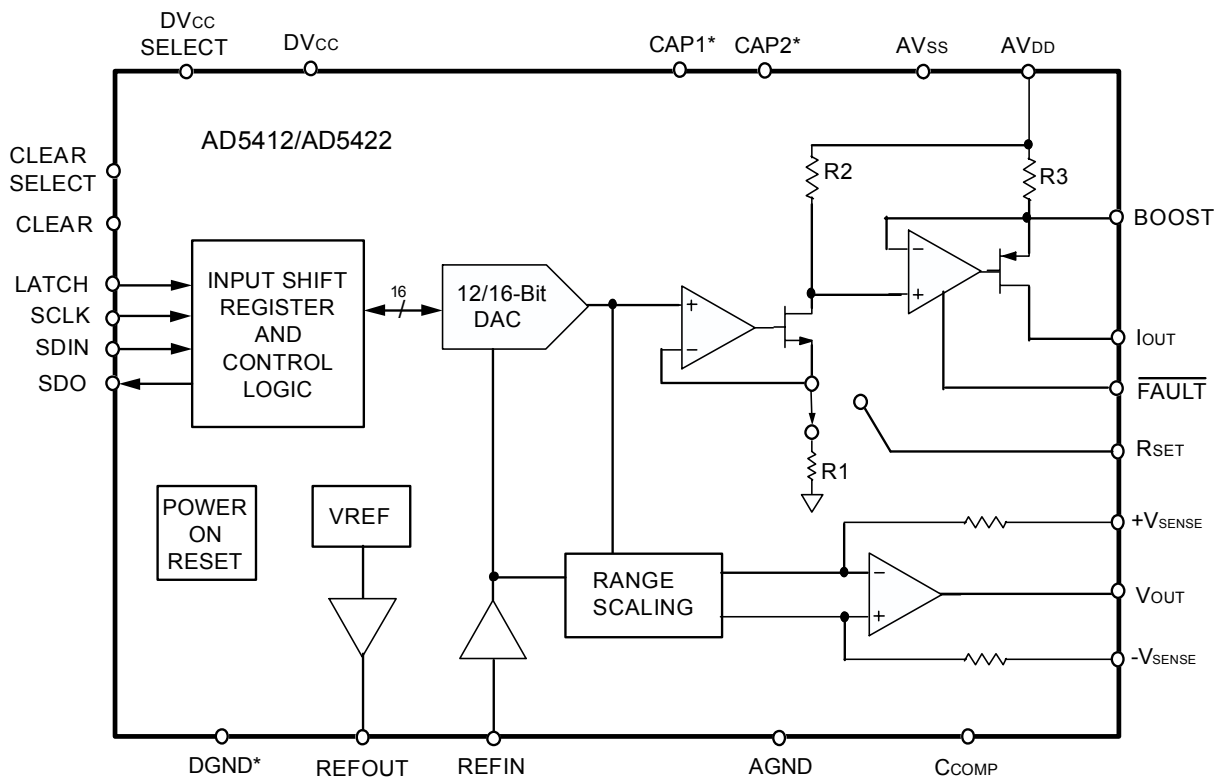 DVCC
SELECT
DVCC
CAP1*
CAP2*
AVSS
AVDD
AD5412/AD5422
CLEAR
SELECT
CLEAR
LATCH
SCLK
SDIN
SDO
INPUT SHIFT
REGISTER
AND
CONTROL
LOGIC
16
12/16-Bit
DAC
+
−
R2
R3
−
+
R1
BOOST
IOUT
FAULT
RSET
+VSENSE
VOUT
-VSENSE
POWER
ON
RESET
VREF
RANGE
SCALING
−
+
DGND*
REFOUT
REFIN
AGND
CCOMP